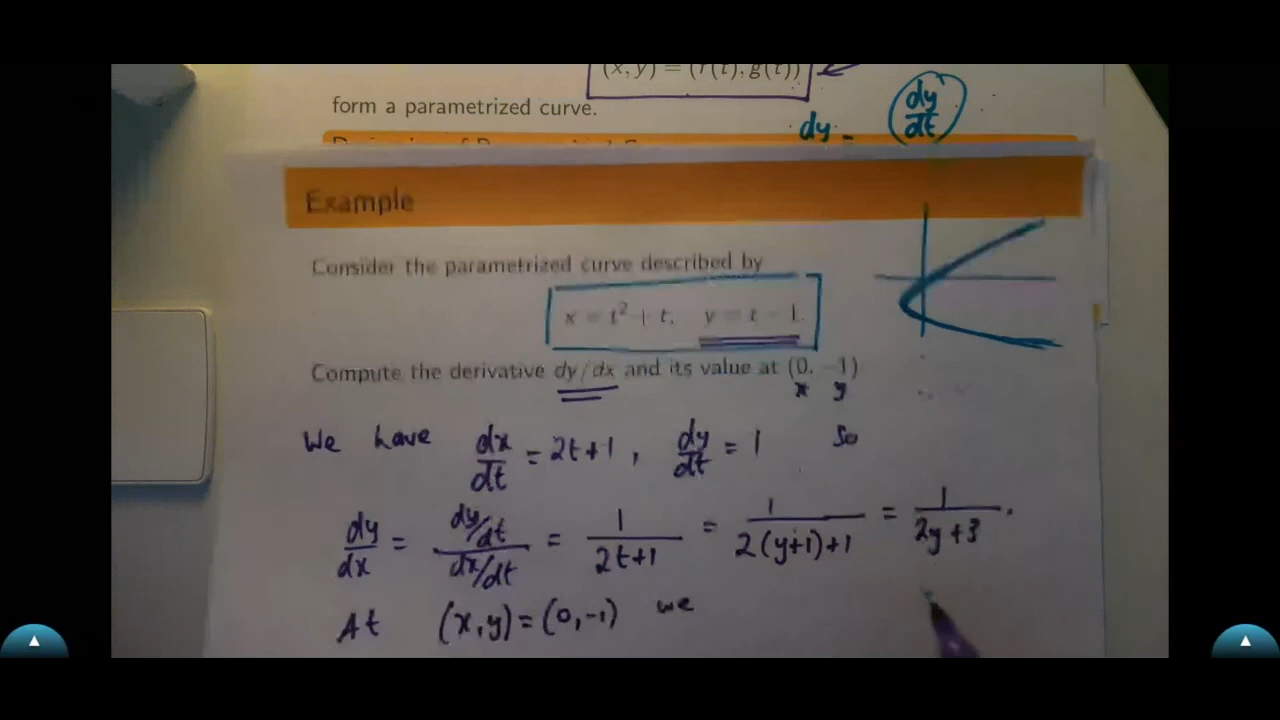 (x, y) = (f(t), g(t))
form a parametrized curve.
dy = dy/dt
Example
Consider the parametrized curve described by
x = t² + t, y = t − 1.
Compute the derivative dy/dx and its value at (0, −1)
x y
We have dx/dt = 2t+1, dy/dt = 1 So
dy/dx = (dy/dt)/(dx/dt) = 1/(2t+1) = 1/(2(y+1)+1) = 1/(2y+3).
At (x,y) = (0,-1) we